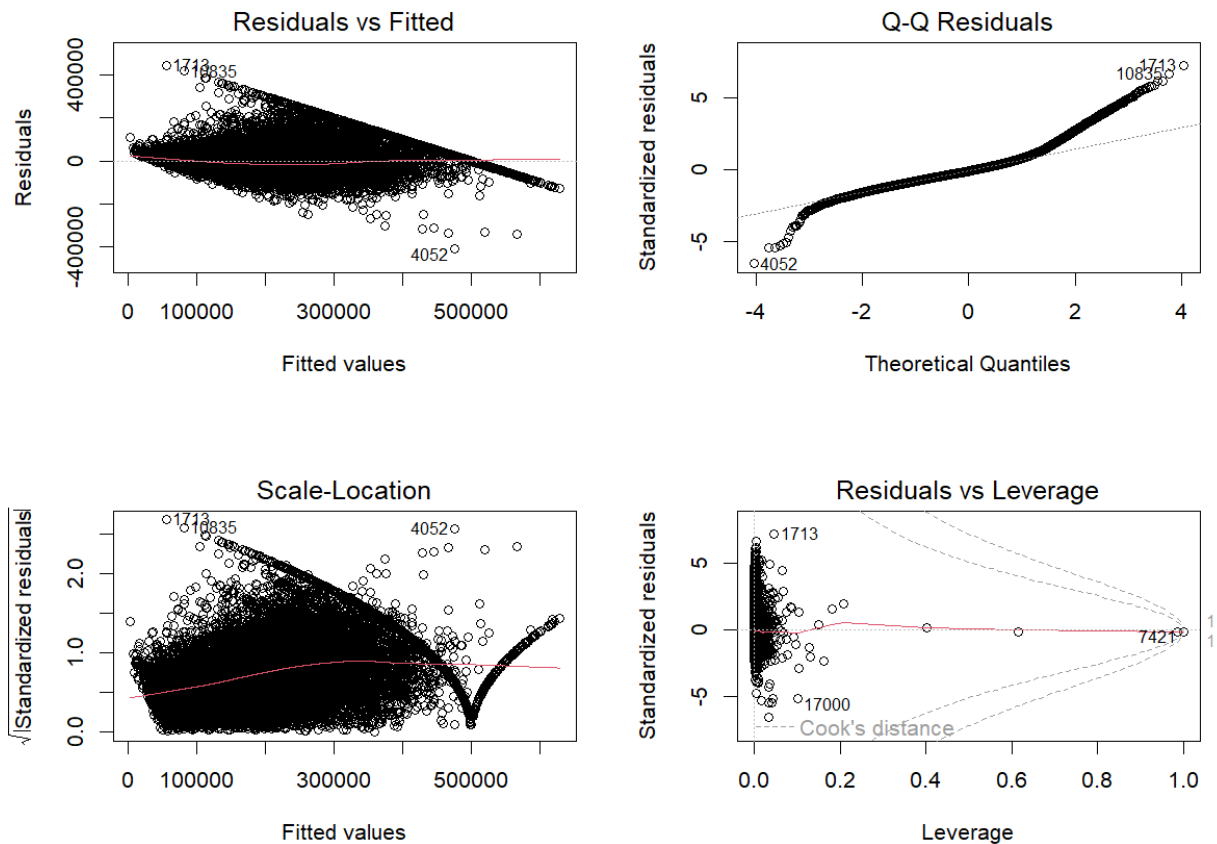 Residuals vs Fitted
Residuals
400000
0
-400000
1713
10835
4052
0 100000 300000 500000
Fitted values
Q-Q Residuals
Standardized residuals
5
0
-5
1713
10835
4052
-4 -2 0 2 4
Theoretical Quantiles
Scale-Location
√|Standardized residuals|
2.0
1.0
0.0
1713
10835
4052
0 100000 300000 500000
Fitted values
Residuals vs Leverage
Standardized residuals
5
0
-5
1713
7421
17000
1
1
Cook's distance
0.0 0.2 0.4 0.6 0.8 1.0
Leverage